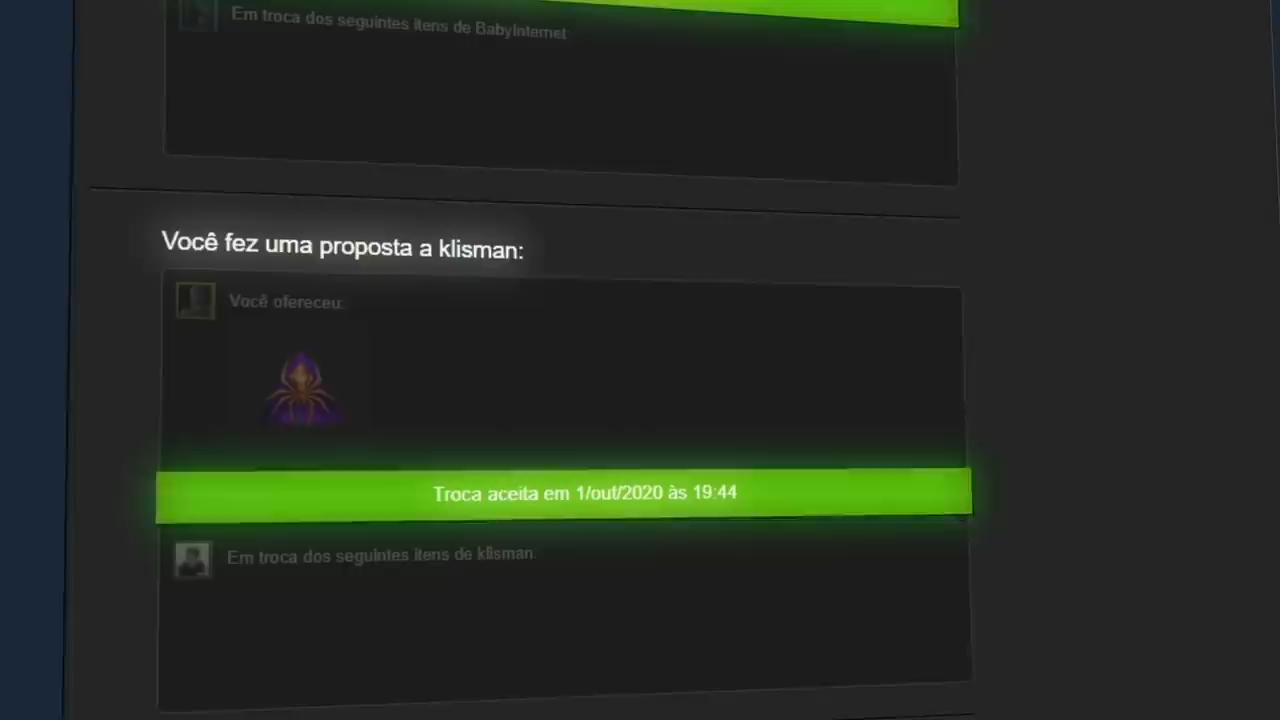 Em troca dos seguintes itens de BabyInternet:
Você fez uma proposta a klisman:
Você ofereceu:
Troca aceita em 1/out/2020 às 19:44
Em troca dos seguintes itens de klisman: